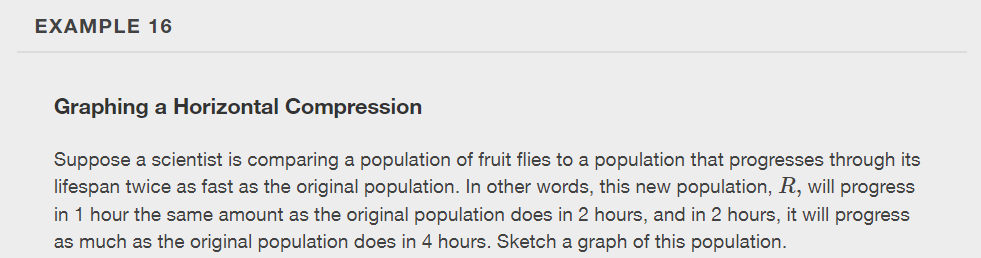 EXAMPLE 16
Graphing a Horizontal Compression
Suppose a scientist is comparing a population of fruit flies to a population that progresses through its
lifespan twice as fast as the original population. In other words, this new population, R, will progress
in 1 hour the same amount as the original population does in 2 hours, and in 2 hours, it will progress
as much as the original population does in 4 hours. Sketch a graph of this population.